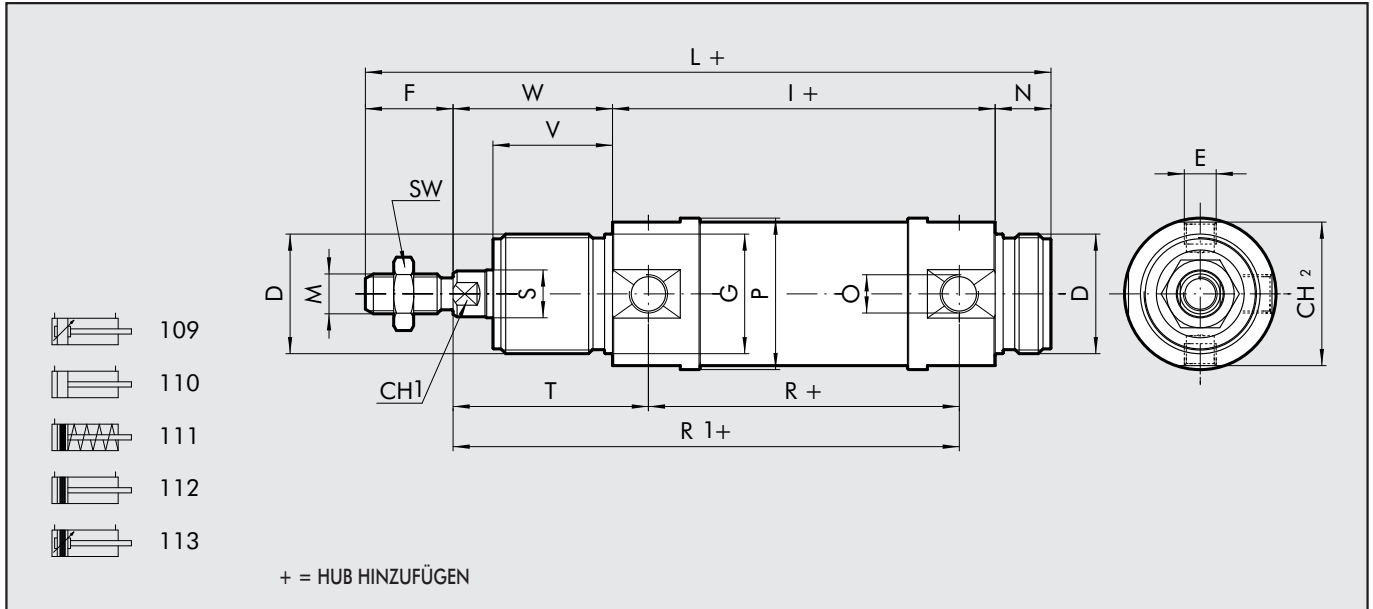 L +
F
W
I +
N
V
E
SW
D
M
S
G
P
O
D
CH 2
109
CH1
T
R +
110
R 1+
111
112
113
+ = HUB HINZUFÜGEN